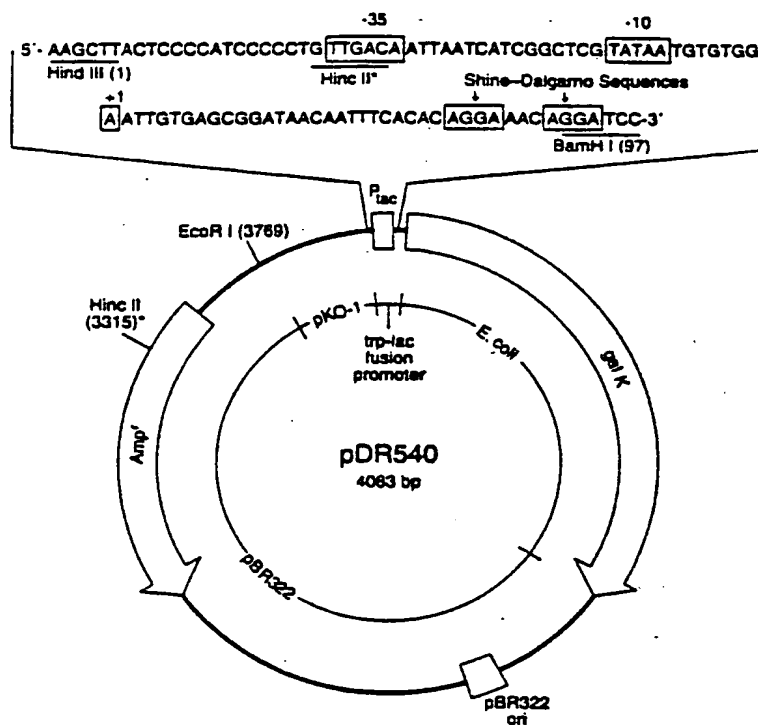 -35 -10
5'- AAGCTTACTCCCCATCCCCCTGTTGACAATTAATCATCGGCTCGTATAATGTGTGG
Hind III (1) Hinc II*
+1 Shine–Dalgarno Sequences
AATTGTGAGCGGATAACAATTTCACACAGGAAACAGGATCC-3'
BamH I (97)
Ptac
EcoR I (3769)
Hinc II
(3315)*
pKO-1
trp-lac
fusion
promoter
E. coli
gal K
Ampr
pDR540
4063 bp
pBR322
pBR322
ori